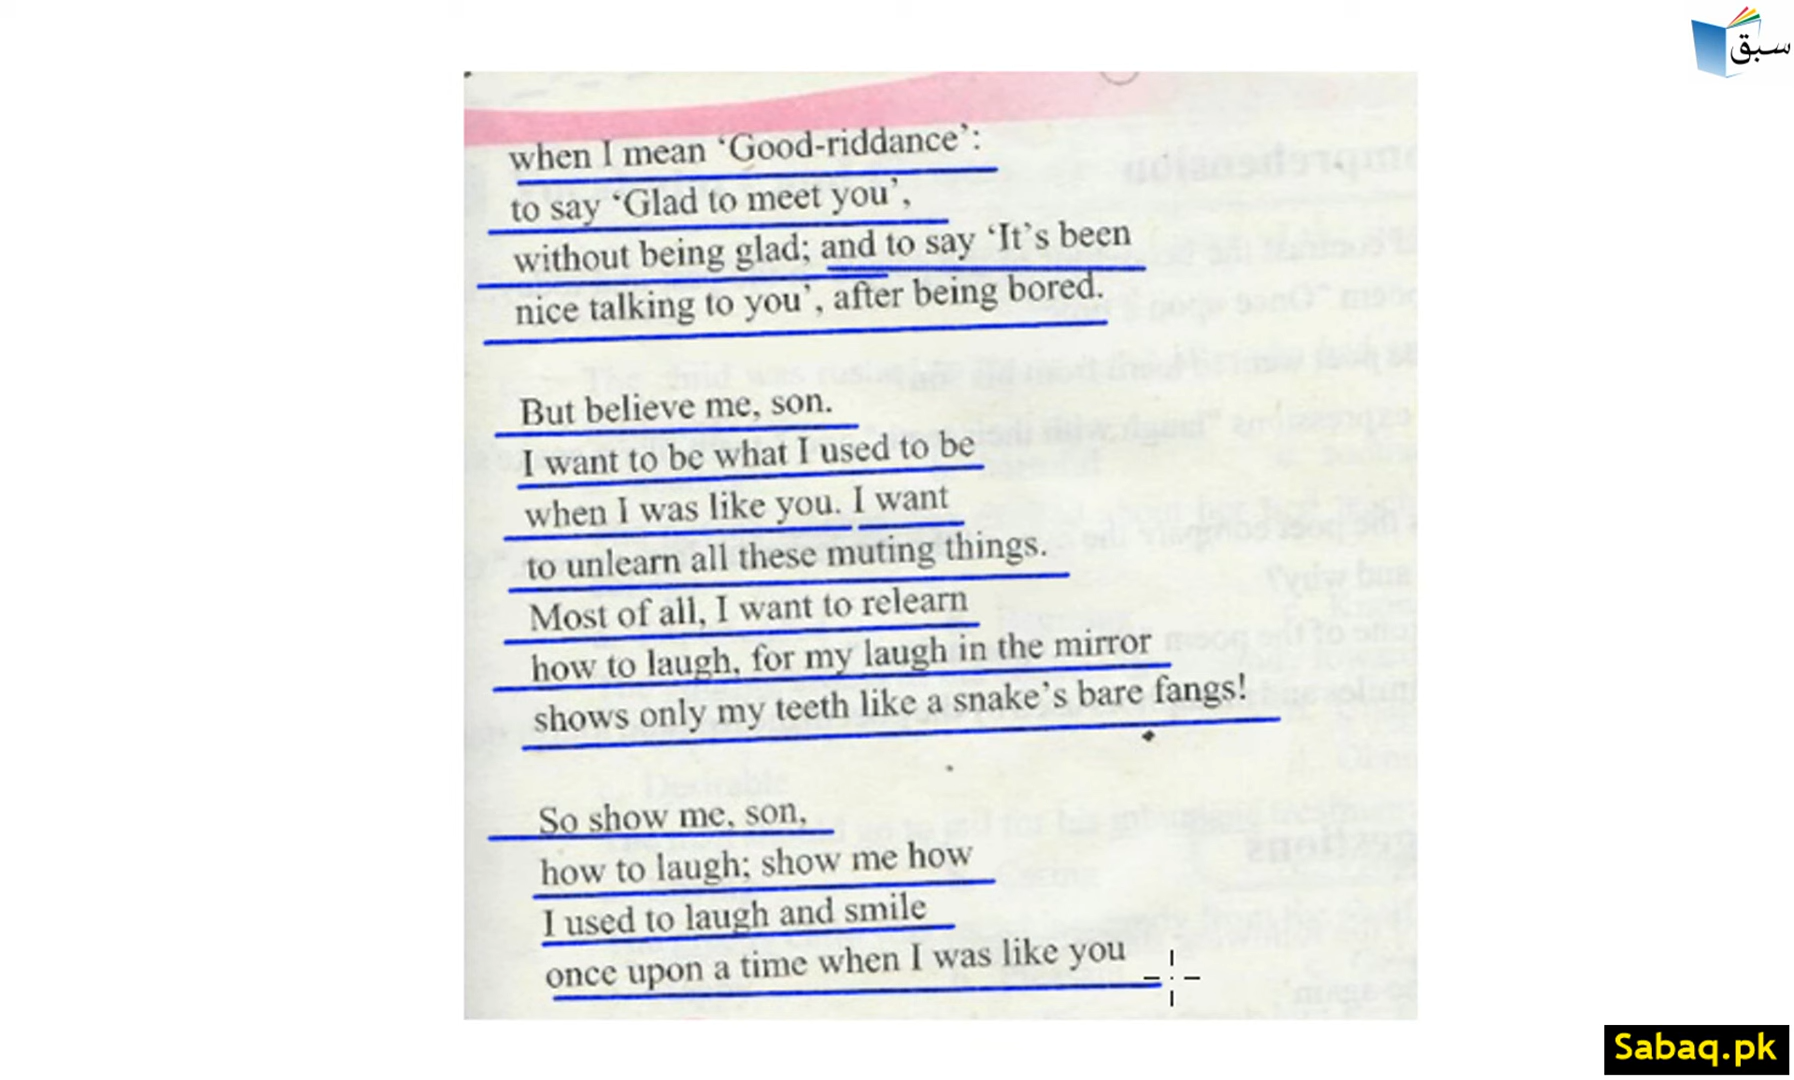 سبق
when I mean ‘Good-riddance’:
to say ‘Glad to meet you’,
without being glad; and to say ‘It’s been
nice talking to you’, after being bored.
But believe me, son.
I want to be what I used to be
when I was like you. I want
to unlearn all these muting things.
Most of all, I want to relearn
how to laugh, for my laugh in the mirror
shows only my teeth like a snake’s bare fangs!
So show me, son,
how to laugh; show me how
I used to laugh and smile
once upon a time when I was like you
Sabaq.pk